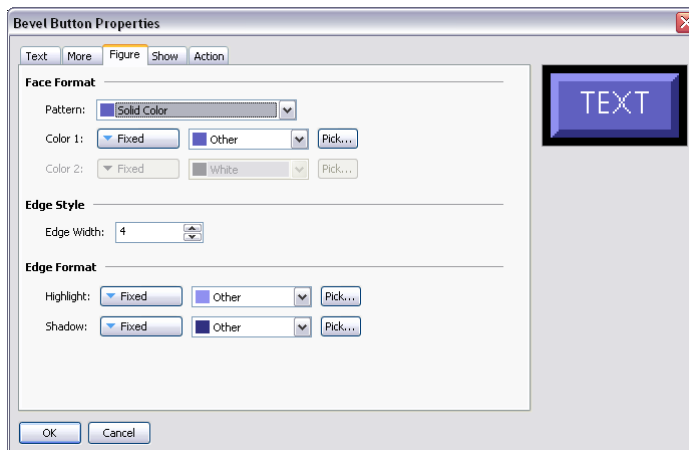 Bevel Button Properties
Text More Figure Show Action
Face Format
Pattern: Solid Color
Color 1: Fixed Other Pick...
Color 2: Fixed White Pick...
Edge Style
Edge Width: 4
Edge Format
Highlight: Fixed Other Pick...
Shadow: Fixed Other Pick...
OK Cancel
TEXT